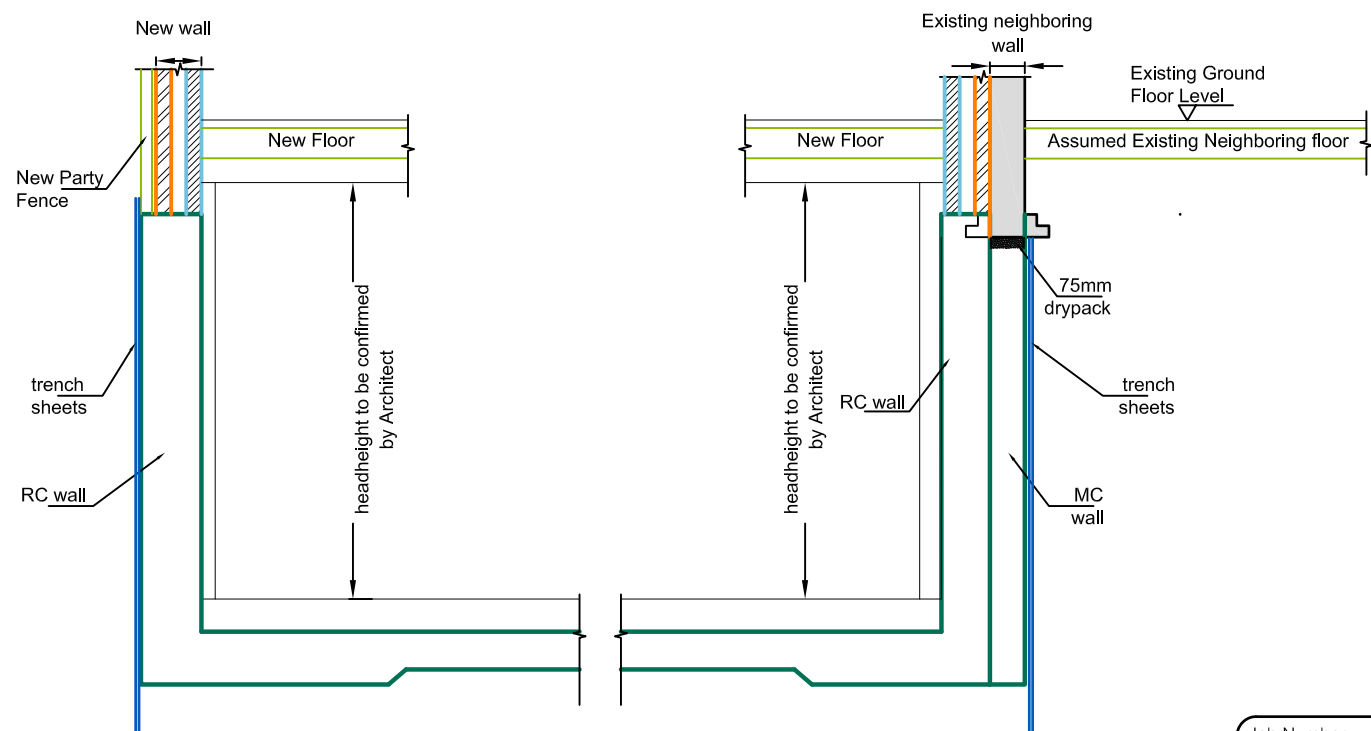 New wall
Existing neighboring
wall
Existing Ground
Floor Level
New Floor
New Floor
Assumed Existing Neighboring floor
New Party
Fence
headheight to be confirmed
by Architect
headheight to be confirmed
by Architect
75mm
drypack
trench
sheets
RC wall
trench
sheets
RC wall
MC
wall